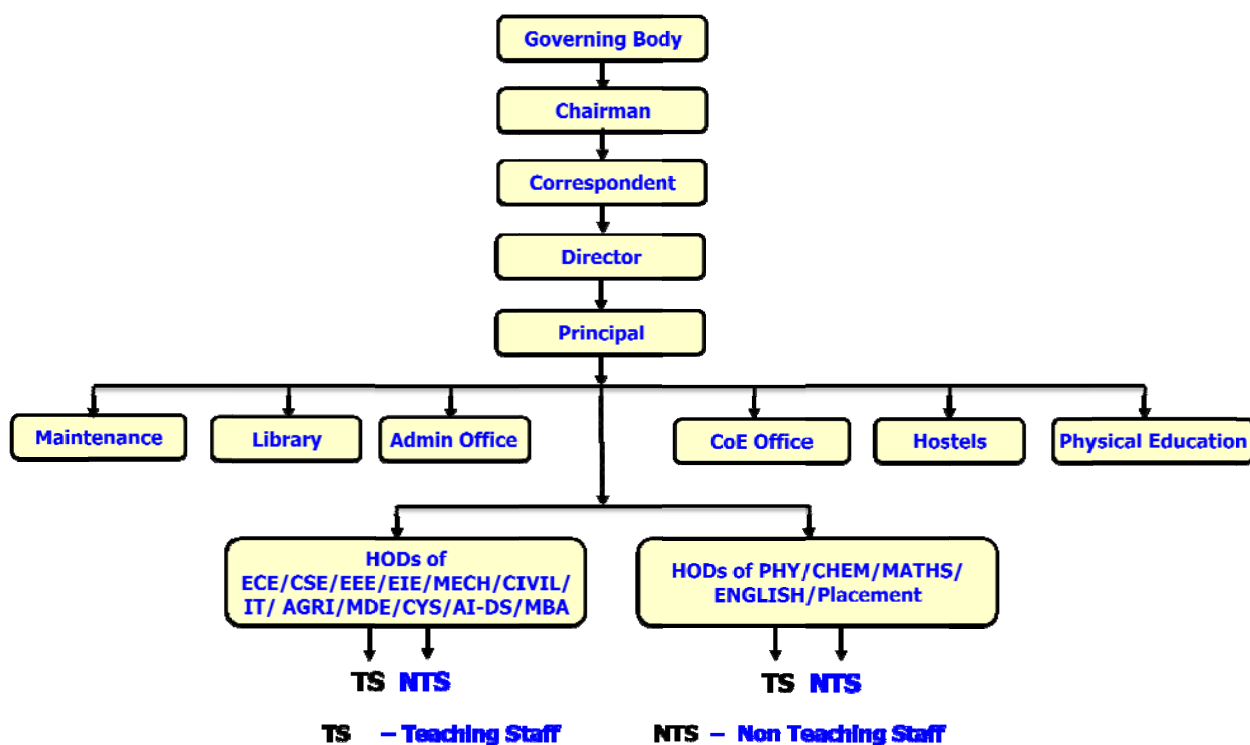 Governing Body
Chairman
Correspondent
Director
Principal
Maintenance
Library
Admin Office
CoE Office
Hostels
Physical Education
HODs of
ECE/CSE/EEE/EIE/MECH/CIVIL/
IT/ AGRI/MDE/CYS/AI-DS/MBA
HODs of PHY/CHEM/MATHS/
ENGLISH/Placement
TS NTS
TS NTS
TS – Teaching Staff
NTS – Non Teaching Staff